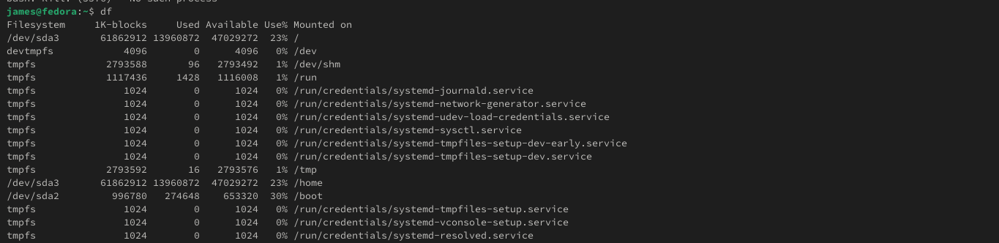 james@fedora:~$ df
Filesystem     1K-blocks     Used Available Use% Mounted on
/dev/sda3       61862912 13960872  47029272  23% /
devtmpfs            4096        0      4096   0% /dev
tmpfs            2793588       96   2793492   1% /dev/shm
tmpfs            1117436     1428   1116008   1% /run
tmpfs               1024        0      1024   0% /run/credentials/systemd-journald.service
tmpfs               1024        0      1024   0% /run/credentials/systemd-network-generator.service
tmpfs               1024        0      1024   0% /run/credentials/systemd-udev-load-credentials.service
tmpfs               1024        0      1024   0% /run/credentials/systemd-sysctl.service
tmpfs               1024        0      1024   0% /run/credentials/systemd-tmpfiles-setup-dev-early.service
tmpfs               1024        0      1024   0% /run/credentials/systemd-tmpfiles-setup-dev.service
tmpfs            2793592       16   2793576   1% /tmp
/dev/sda3       61862912 13960872  47029272  23% /home
/dev/sda2         996780   274648    653320  30% /boot
tmpfs               1024        0      1024   0% /run/credentials/systemd-tmpfiles-setup.service
tmpfs               1024        0      1024   0% /run/credentials/systemd-vconsole-setup.service
tmpfs               1024        0      1024   0% /run/credentials/systemd-resolved.service